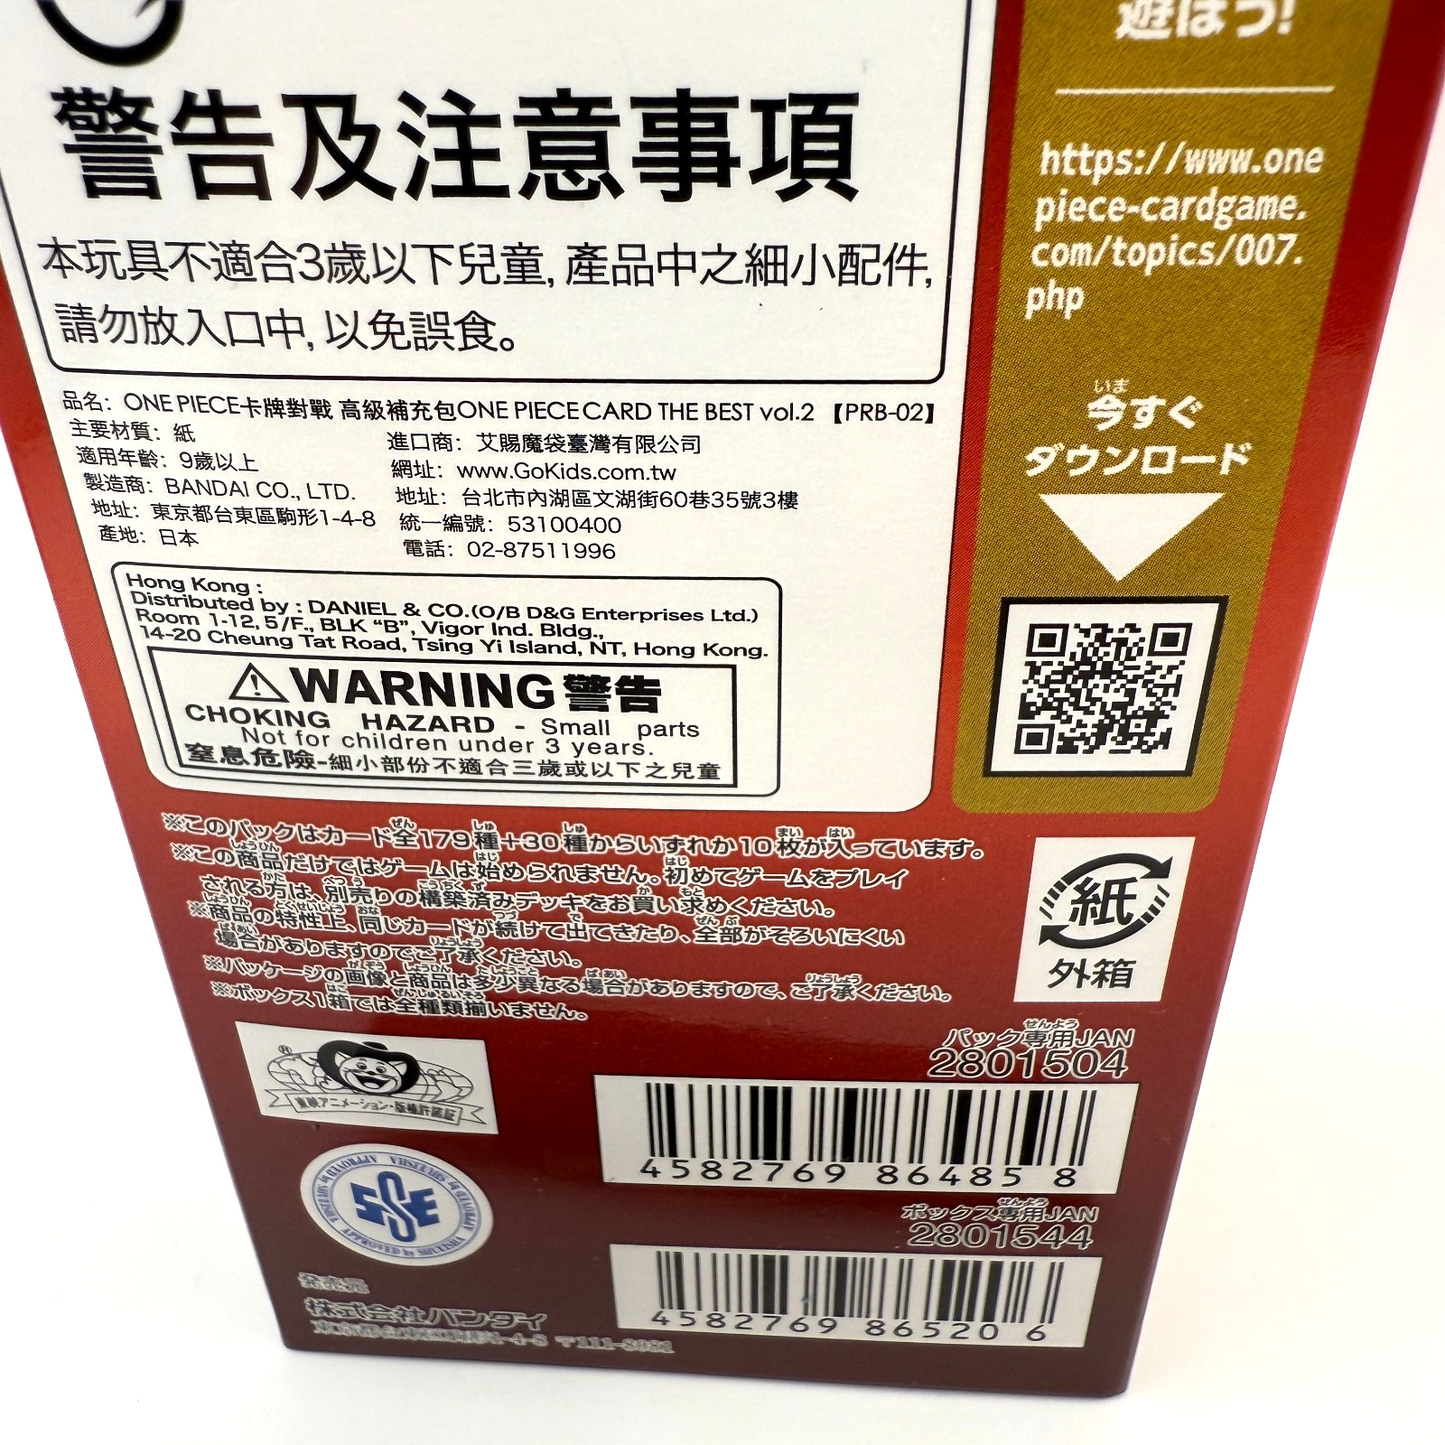 警告及注意事項
本玩具不適合3歲以下兒童, 產品中之細小配件,
請勿放入口中, 以免誤食。
品名: ONE PIECE卡牌對戰 高級補充包ONE PIECE CARD THE BEST vol.2 【PRB-02】
主要材質: 紙
適用年齡: 9歲以上
製造商: BANDAI CO., LTD.
地址: 東京都台東區駒形1-4-8
產地: 日本
進口商: 艾賜魔袋臺灣有限公司
網址: www.GoKids.com.tw
地址: 台北市內湖區文湖街60巷35號3樓
統一編號: 53100400
電話: 02-87511996
Hong Kong :
Distributed by : DANIEL & CO.(O/B D&G Enterprises Ltd.)
Room 1-12, 5/F., BLK “B”, Vigor Ind. Bldg.,
14-20 Cheung Tat Road, Tsing Yi Island, NT, Hong Kong.
WARNING 警告
CHOKING HAZARD - Small parts
Not for children under 3 years.
窒息危險-細小部份不適合三歲或以下之兒童
遊ぼう!
https://www.one
piece-cardgame.
com/topics/007.
php
今すぐ
ダウンロード
※このパックはカード全179種+30種からいずれか10枚が入っています。
※この商品だけではゲームは始められません。初めてゲームをプレイ
される方は、別売りの構築済みデッキをお買い求めください。
※商品の特性上、同じカードが続けて出てきたり、全部がそろいにくい
場合がありますのでご了承ください。
※パッケージの画像と商品は多少異なる場合がありますので、ご了承ください。
※ボックス1箱では全種類揃いません。
紙
外箱
パック専用JAN
2801504
4582769 86485 8
ボックス専用JAN
2801544
4582769 86520 6
®
東映アニメーション・版権許諾証
APPROVED by SHUEISHA
発売元
株式会社バンダイ
〒111-8081